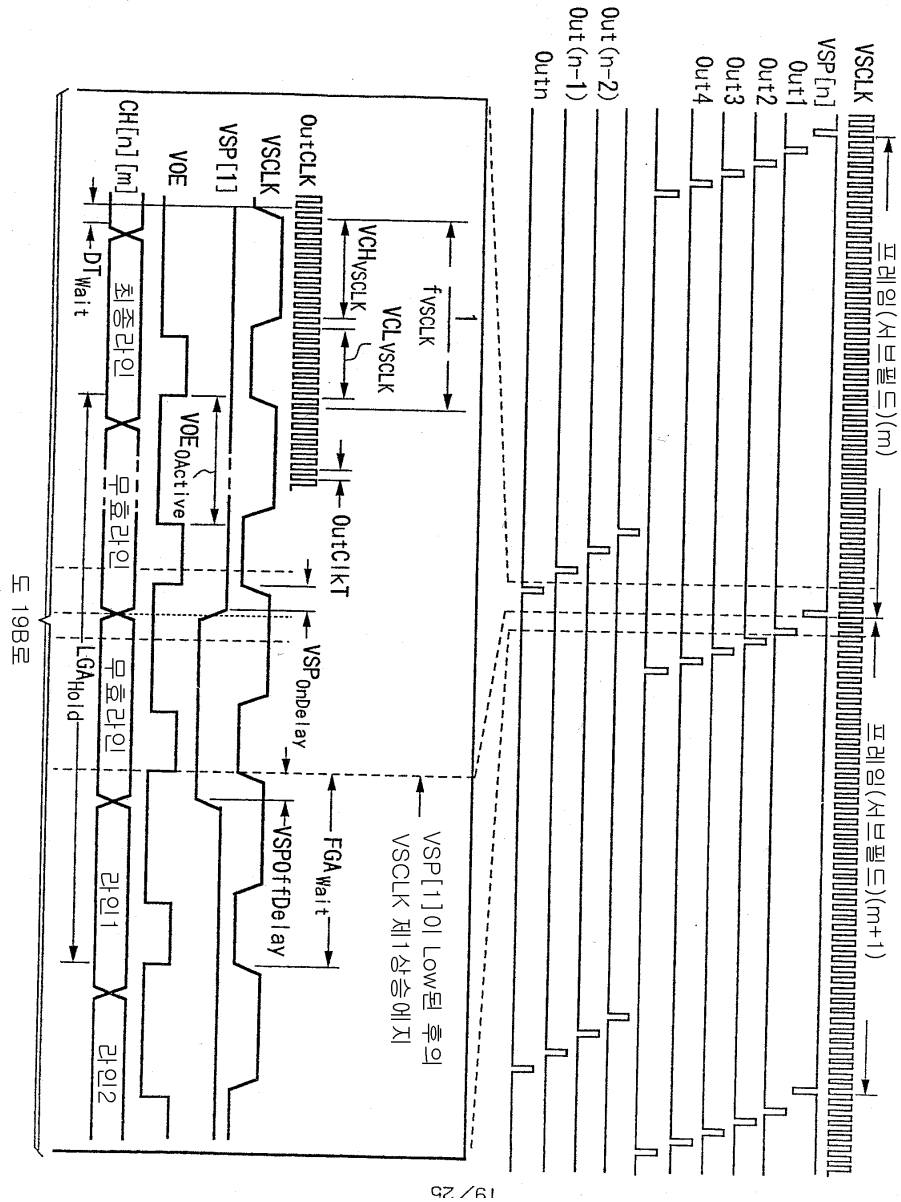 프레임(서브필드)(m)
프레임(서브필드)(m+1)
VSCLK
VSP[n]
Out1
Out2
Out3
Out4
Out(n-2)
Out(n-1)
Outn
1
fVSCLK
VCHVSCLK
VCLVSCLK
OutClkT
VSP[1]이 Low된 후의
VSCLK 제1상승에지
FGAWait
OutCLK
VSCLK
VSPOnDelay
VSPOffDelay
VSP[1]
VOE
VOE0Active
CH[n][m]
최종라인
무효라인
무효라인
라인1
라인2
DTWait
LGAHold
도 19B로
19/25